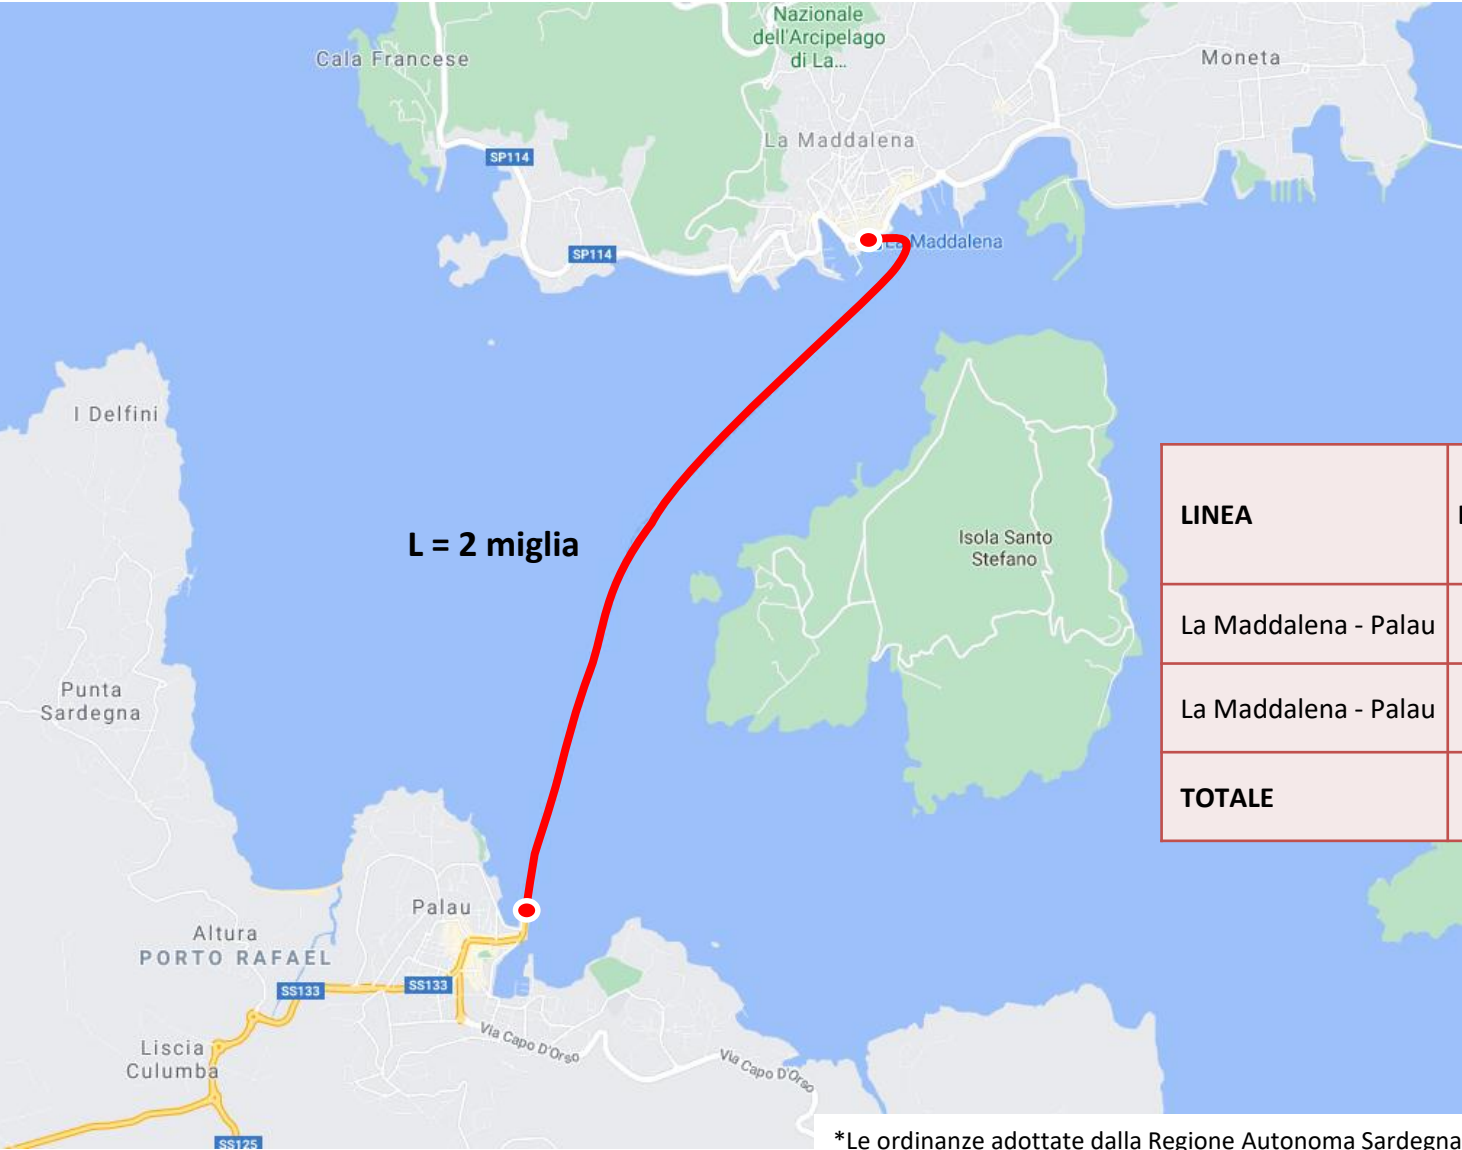 Nazionale
dell'Arcipelago
di La...
Cala Francese
Moneta
La Maddalena
SP114
SP114
La Maddalena
I Delfini
LINEA
L = 2 miglia
Isola Santo
Stefano
La Maddalena - Palau
Punta
Sardegna
La Maddalena - Palau
TOTALE
Palau
Altura
PORTO RAFAEL
SS133
SS133
Via Capo D'Orso
Liscia
Culumba
Via Capo D'Orso
SS125
*Le ordinanze adottate dalla Regione Autonoma Sardegna